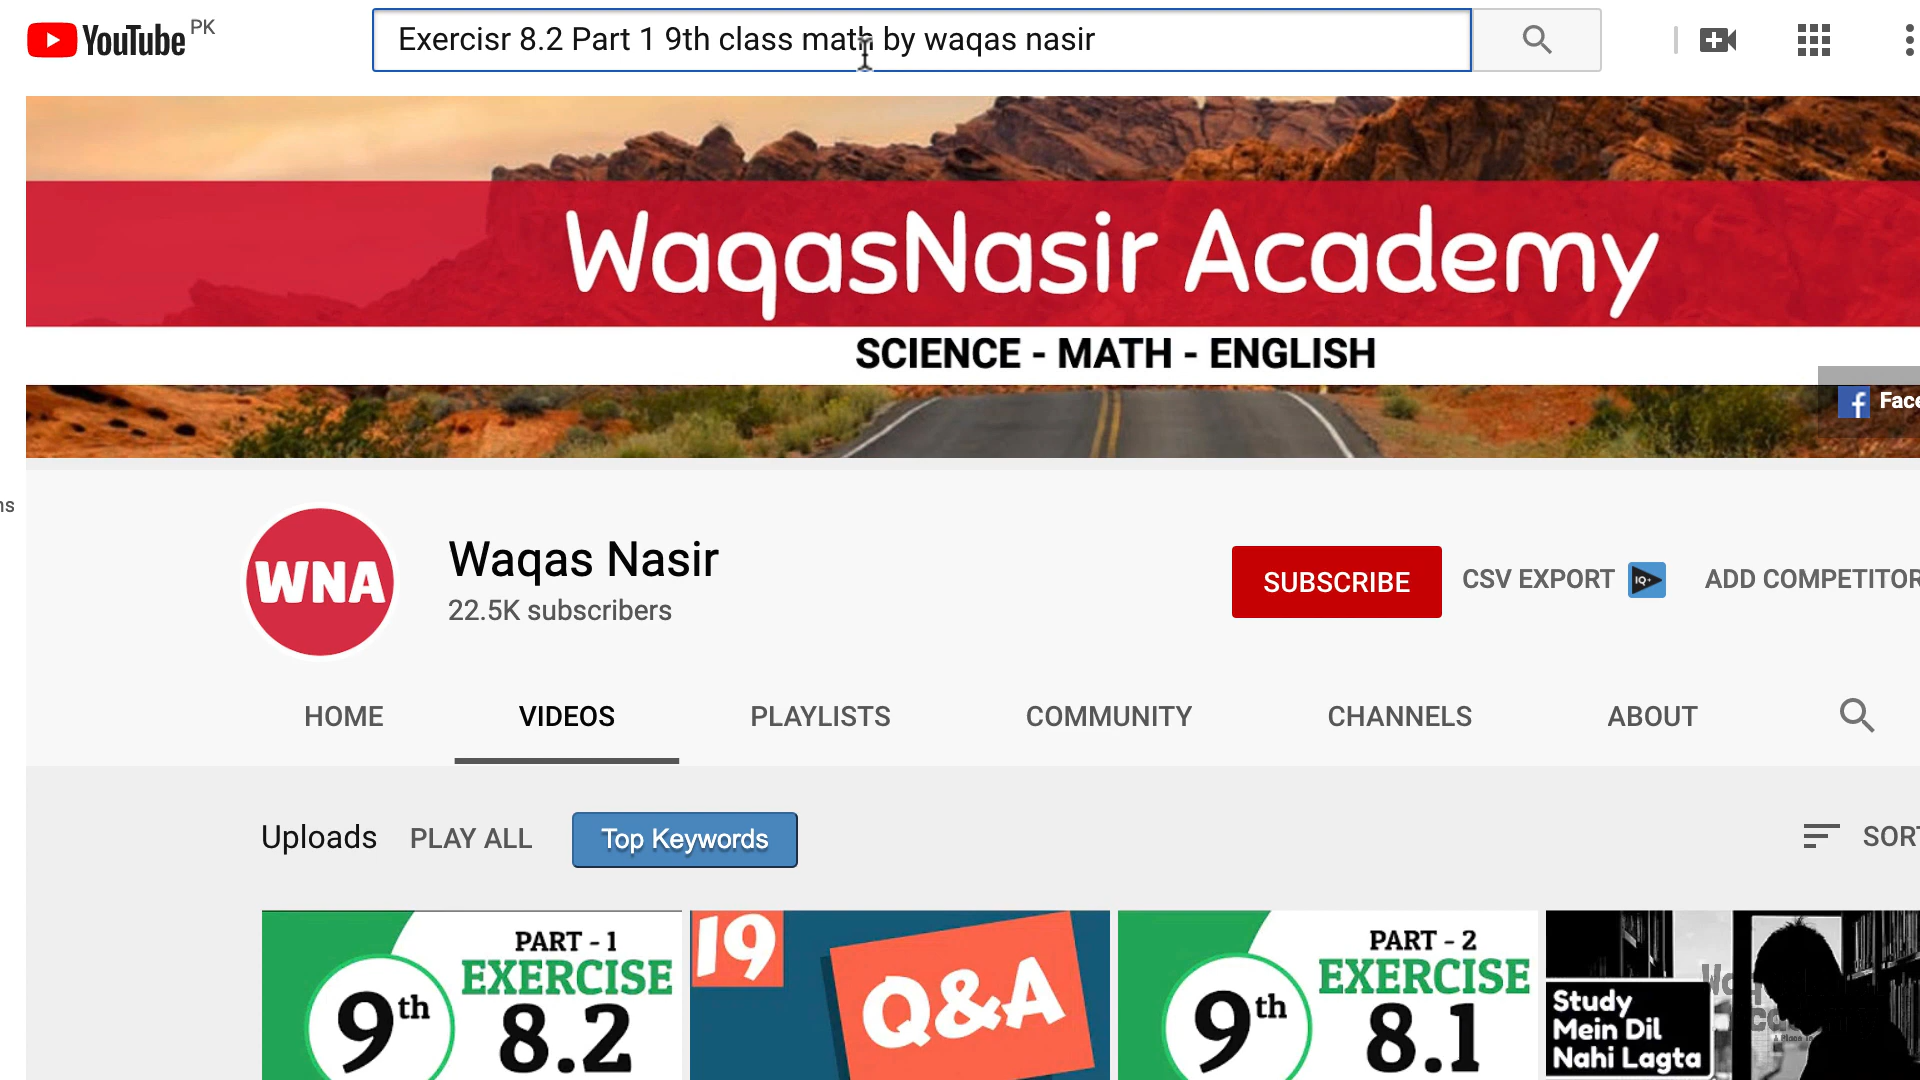 YouTube PK
Exercisr 8.2 Part 1 9th class math by waqas nasir
WaqasNasir Academy
SCIENCE - MATH - ENGLISH
Face
ns
WNA
Waqas Nasir
22.5K subscribers
SUBSCRIBE
CSV EXPORT
IQ+
ADD COMPETITOR
HOME
VIDEOS
PLAYLISTS
COMMUNITY
CHANNELS
ABOUT
Uploads
PLAY ALL
Top Keywords
SORT
9th
PART - 1
EXERCISE
8.2
19
Q&A
9th
PART - 2
EXERCISE
8.1
Study
Mein Dil
Nahi Lagta